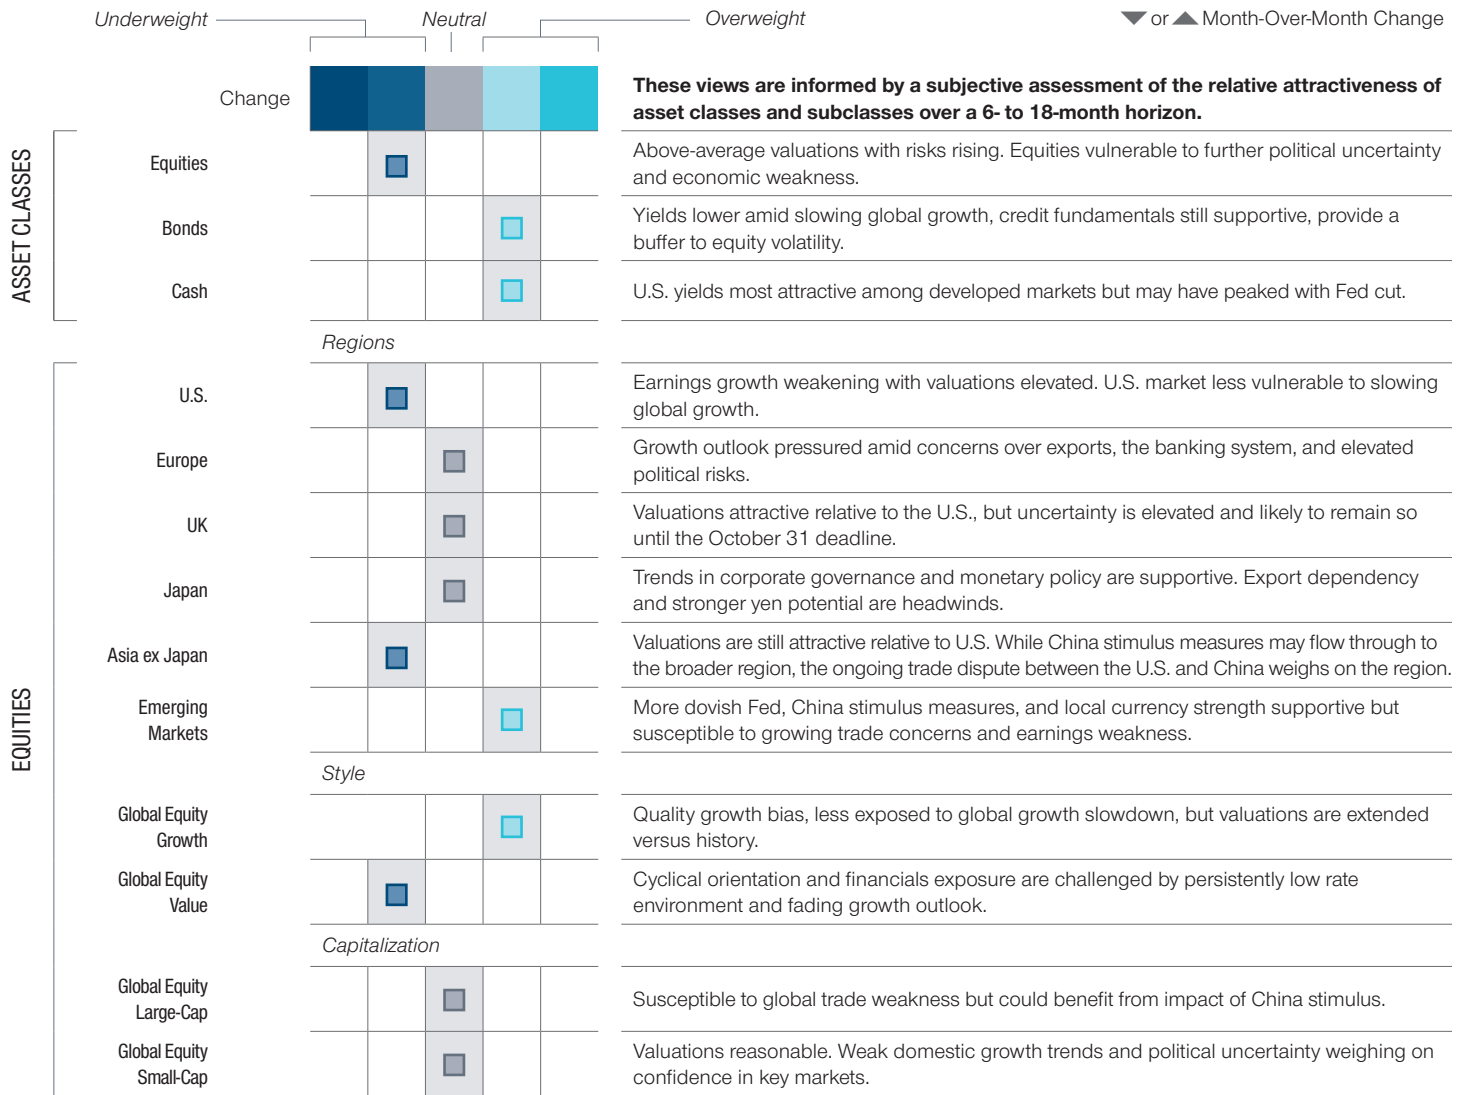 Underweight
Neutral
Overweight
or Month-Over-Month Change
Change
These views are informed by a subjective assessment of the relative attractiveness of
asset classes and subclasses over a 6- to 18-month horizon.
ASSET CLASSES
Equities
Above-average valuations with risks rising. Equities vulnerable to further political uncertainty
and economic weakness.
Bonds
Yields lower amid slowing global growth, credit fundamentals still supportive, provide a
buffer to equity volatility.
Cash
U.S. yields most attractive among developed markets but may have peaked with Fed cut.
Regions
EQUITIES
U.S.
Earnings growth weakening with valuations elevated. U.S. market less vulnerable to slowing
global growth.
Europe
Growth outlook pressured amid concerns over exports, the banking system, and elevated
political risks.
UK
Valuations attractive relative to the U.S., but uncertainty is elevated and likely to remain so
until the October 31 deadline.
Japan
Trends in corporate governance and monetary policy are supportive. Export dependency
and stronger yen potential are headwinds.
Asia ex Japan
Valuations are still attractive relative to U.S. While China stimulus measures may flow through to
the broader region, the ongoing trade dispute between the U.S. and China weighs on the region.
Emerging
Markets
More dovish Fed, China stimulus measures, and local currency strength supportive but
susceptible to growing trade concerns and earnings weakness.
Style
Global Equity
Growth
Quality growth bias, less exposed to global growth slowdown, but valuations are extended
versus history.
Global Equity
Value
Cyclical orientation and financials exposure are challenged by persistently low rate
environment and fading growth outlook.
Capitalization
Global Equity
Large-Cap
Susceptible to global trade weakness but could benefit from impact of China stimulus.
Global Equity
Small-Cap
Valuations reasonable. Weak domestic growth trends and political uncertainty weighing on
confidence in key markets.